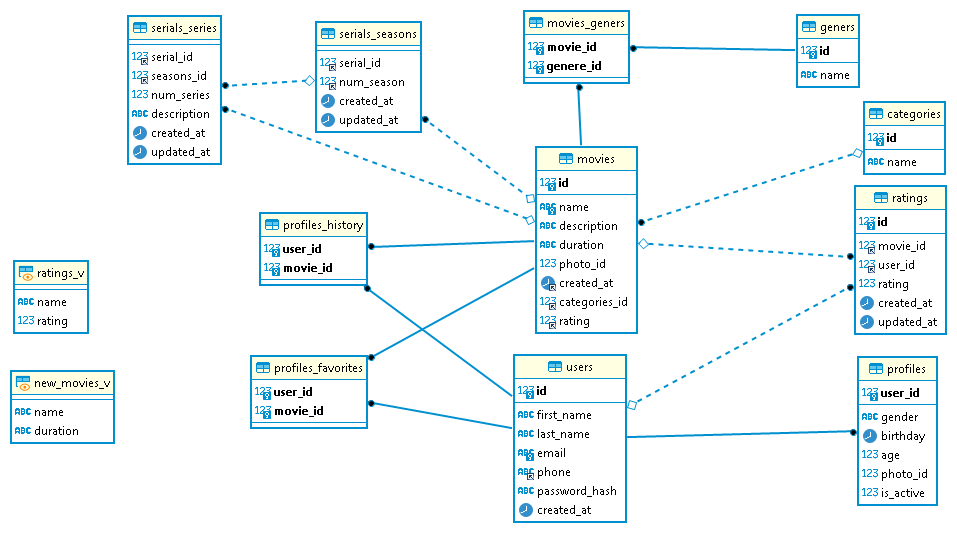 serials_series
123 serial_id
123 seasons_id
123 num_series
ABC description
created_at
updated_at
serials_seasons
123 serial_id
123 num_season
created_at
updated_at
movies_geners
123 movie_id
123 genere_id
geners
123 id
ABC name
categories
123 id
ABC name
movies
123 id
ABC name
ABC description
ABC duration
123 photo_id
created_at
123 categories_id
123 rating
ratings
123 id
123 movie_id
123 user_id
123 rating
created_at
updated_at
profiles_history
123 user_id
123 movie_id
ratings_v
ABC name
123 rating
new_movies_v
ABC name
ABC duration
profiles_favorites
123 user_id
123 movie_id
users
123 id
ABC first_name
ABC last_name
ABC email
ABC phone
ABC password_hash
created_at
profiles
123 user_id
ABC gender
birthday
123 age
123 photo_id
123 is_active